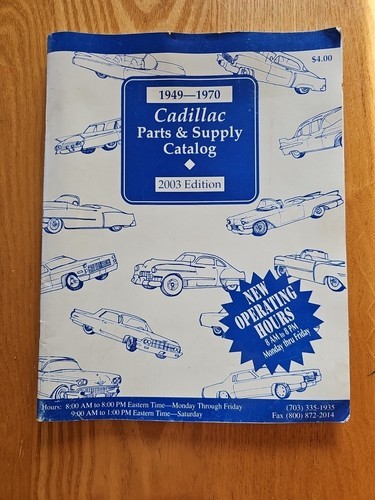 $4.00
1949—1970
Cadillac
Parts & Supply
Catalog
2003 Edition
NEW
OPERATING
HOURS
8 AM to 8 PM
Monday thru Friday
Hours: 8:00 AM to 8:00 PM Eastern Time—Monday Through Friday
9:00 AM to 1:00 PM Eastern Time—Saturday
(703) 335-1935
Fax (800) 872-2014